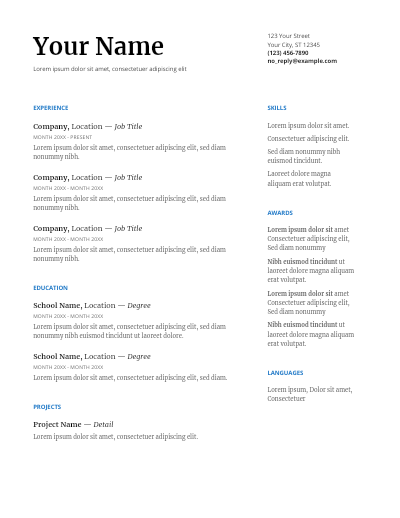 Your Name
Lorem ipsum dolor sit amet, consectetuer adipiscing elit
123 Your Street
Your City, ST 12345
(123) 456-7890
no_reply@example.com
EXPERIENCE
Company, Location — Job Title
MONTH 20XX - PRESENT
Lorem ipsum dolor sit amet, consectetuer adipiscing elit, sed diam
nonummy nibh.
Company, Location — Job Title
MONTH 20XX - MONTH 20XX
Lorem ipsum dolor sit amet, consectetuer adipiscing elit, sed diam
nonummy nibh.
Company, Location — Job Title
MONTH 20XX - MONTH 20XX
Lorem ipsum dolor sit amet, consectetuer adipiscing elit, sed diam
nonummy nibh.
EDUCATION
School Name, Location — Degree
MONTH 20XX - MONTH 20XX
Lorem ipsum dolor sit amet, consectetuer adipiscing elit, sed diam
nonummy nibh euismod tincidunt ut laoreet dolore.
School Name, Location — Degree
MONTH 20XX - MONTH 20XX
Lorem ipsum dolor sit amet, consectetuer adipiscing elit, sed diam.
PROJECTS
Project Name — Detail
Lorem ipsum dolor sit amet, consectetuer adipiscing elit.
SKILLS
Lorem ipsum dolor sit amet.
Consectetuer adipiscing elit.
Sed diam nonummy nibh
euismod tincidunt.
Laoreet dolore magna
aliquam erat volutpat.
AWARDS
Lorem ipsum dolor sit amet
Consectetuer adipiscing elit,
Sed diam nonummy
Nibh euismod tincidunt ut
laoreet dolore magna aliquam
erat volutpat.
Lorem ipsum dolor sit amet
Consectetuer adipiscing elit,
Sed diam nonummy
Nibh euismod tincidunt ut
laoreet dolore magna aliquam
erat volutpat.
LANGUAGES
Lorem ipsum, Dolor sit amet,
Consectetuer